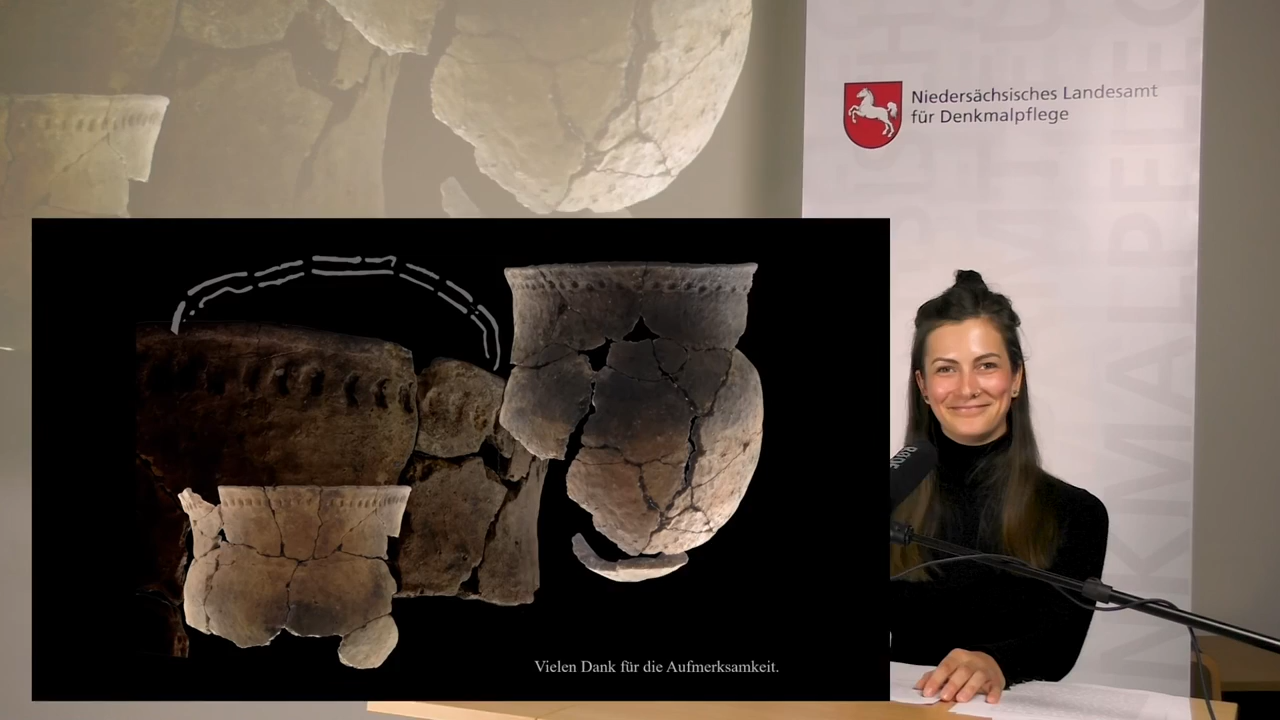 Niedersächsisches Landesamt
für Denkmalpflege
Vielen Dank für die Aufmerksamkeit.